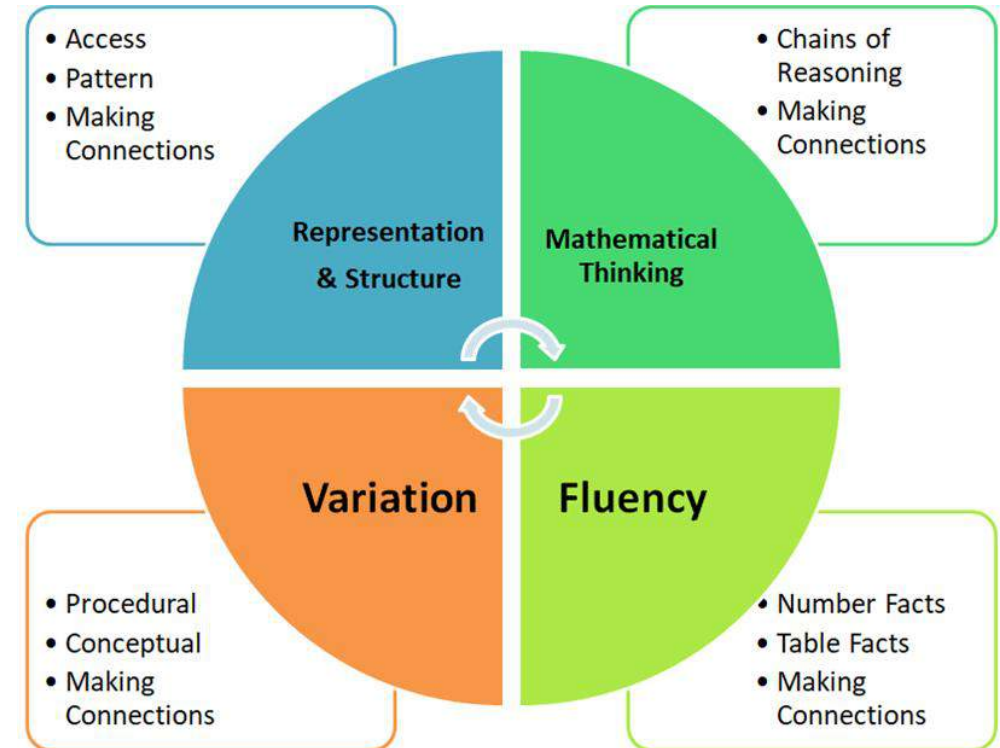 • Access
• Pattern
• Making
Connections
• Chains of
Reasoning
• Making
Connections
Representation
& Structure
Mathematical
Thinking
Variation
Fluency
• Procedural
• Conceptual
• Making
Connections
• Number Facts
• Table Facts
• Making
Connections